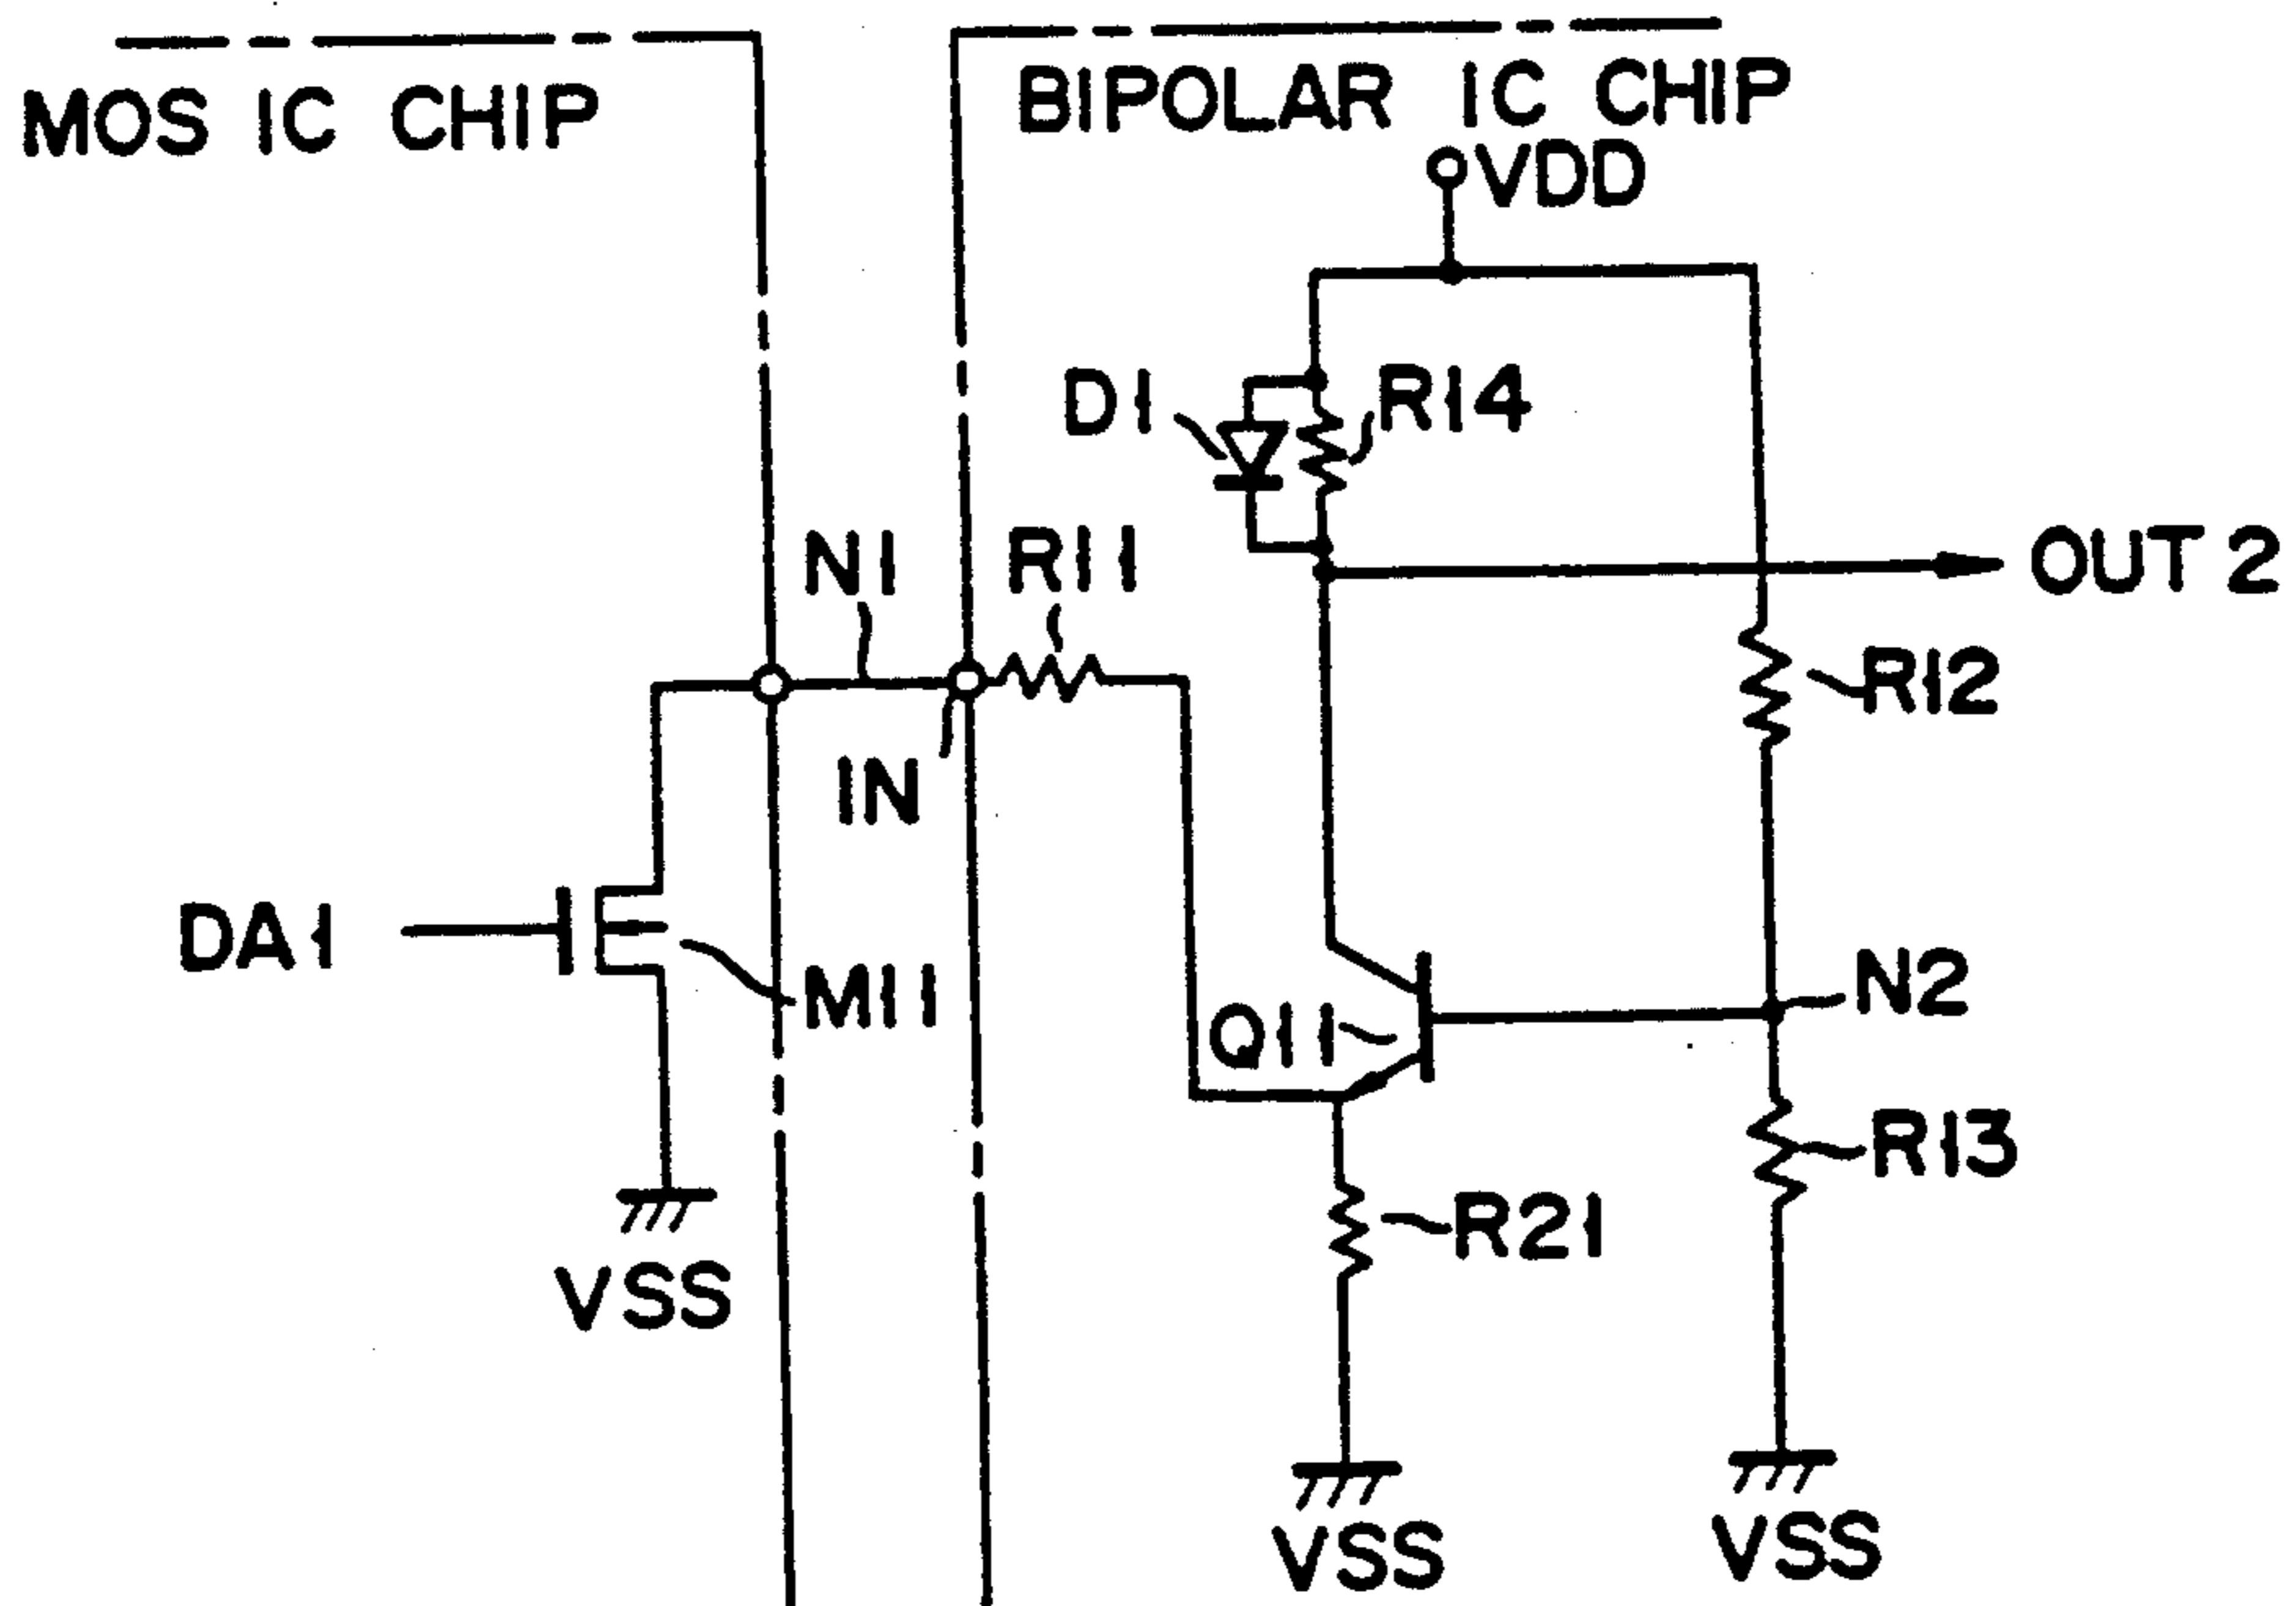 MOS IC CHIP
BIPOLAR IC CHIP
VDD
D1
R14
N1
R11
OUT 2
R12
IN
DA1
M11
Q11
N2
R13
R21
VSS
VSS
VSS